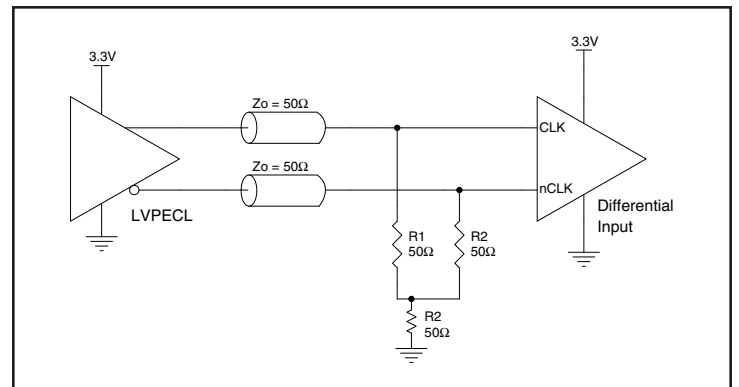 3.3V
3.3V
Zo = 50Ω
CLK
Zo = 50Ω
nCLK
LVPECL
Differential
Input
R1
50Ω
R2
50Ω
R2
50Ω